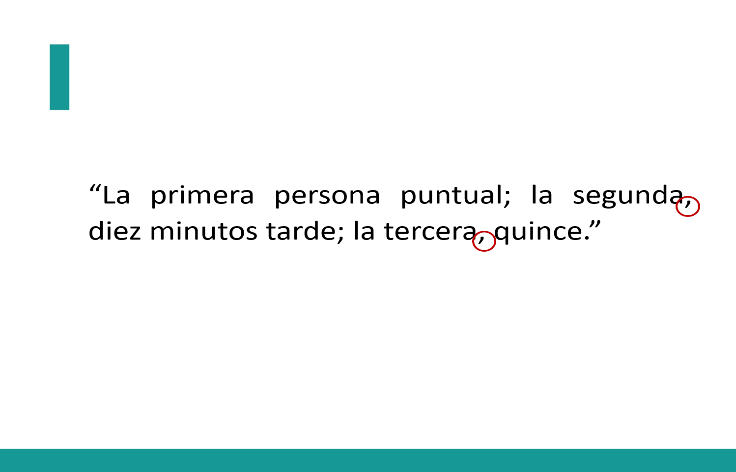 “La primera persona puntual; la segunda,
diez minutos tarde; la tercera, quince.”